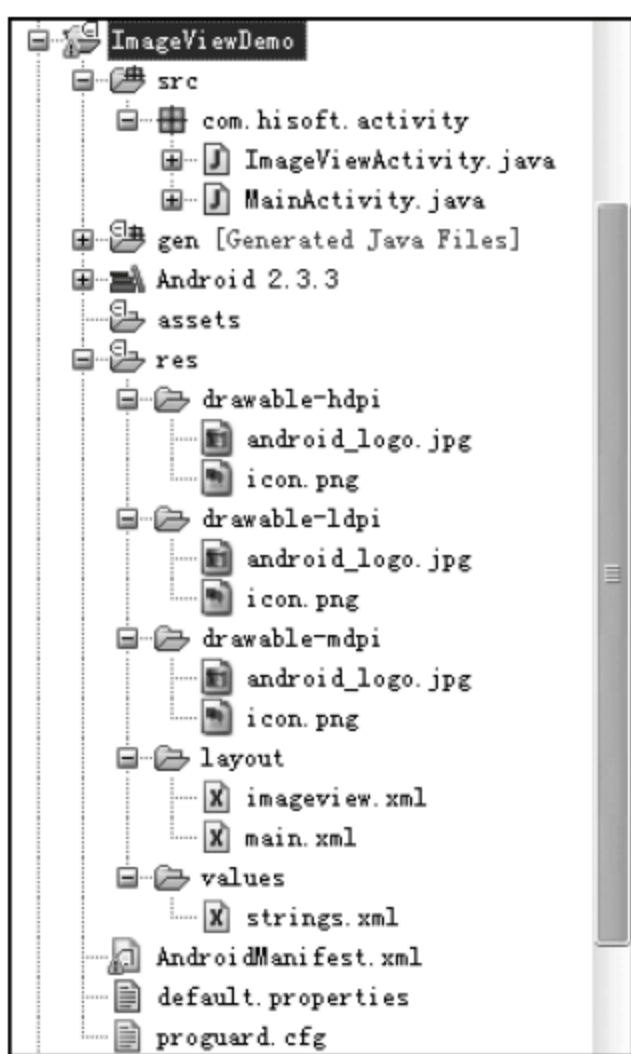 ImageViewDemo
src
com.hisoft.activity
ImageViewActivity.java
MainActivity.java
gen [Generated Java Files]
Android 2.3.3
assets
res
drawable-hdpi
android_logo.jpg
icon.png
drawable-ldpi
android_logo.jpg
icon.png
drawable-mdpi
android_logo.jpg
icon.png
layout
imageview.xml
main.xml
values
strings.xml
AndroidManifest.xml
default.properties
proguard.cfg